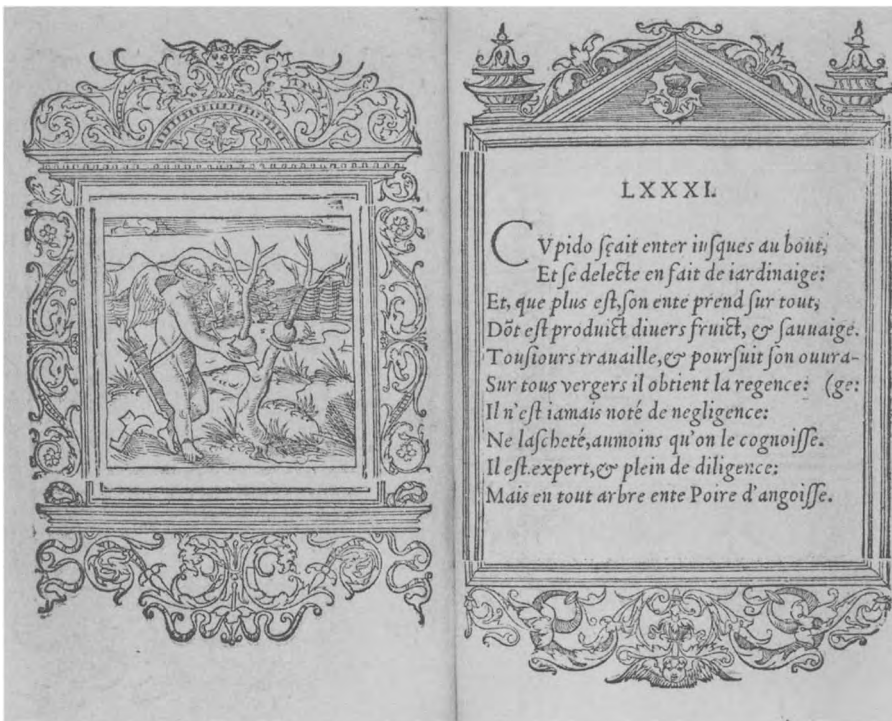 LXXXI.
CVpido ſçait enter iuſques au bout,
Et ſe delecte en fait de iardinaige:
Et, que plus eſt, ſon ente prend ſur tout,
Dõt eſt produict diuers fruict, & ſauuaige.
Touſiours trauaille, & pourſuit ſon ouura-
Sur tous vergers il obtient la regence: (ge:
Il n'eſt iamais noté de negligence:
Ne laſcheté, aumoins qu'on le cognoiſſe.
Il eſt expert, & plein de diligence:
Mais en tout arbre ente Poire d'angoiſſe.